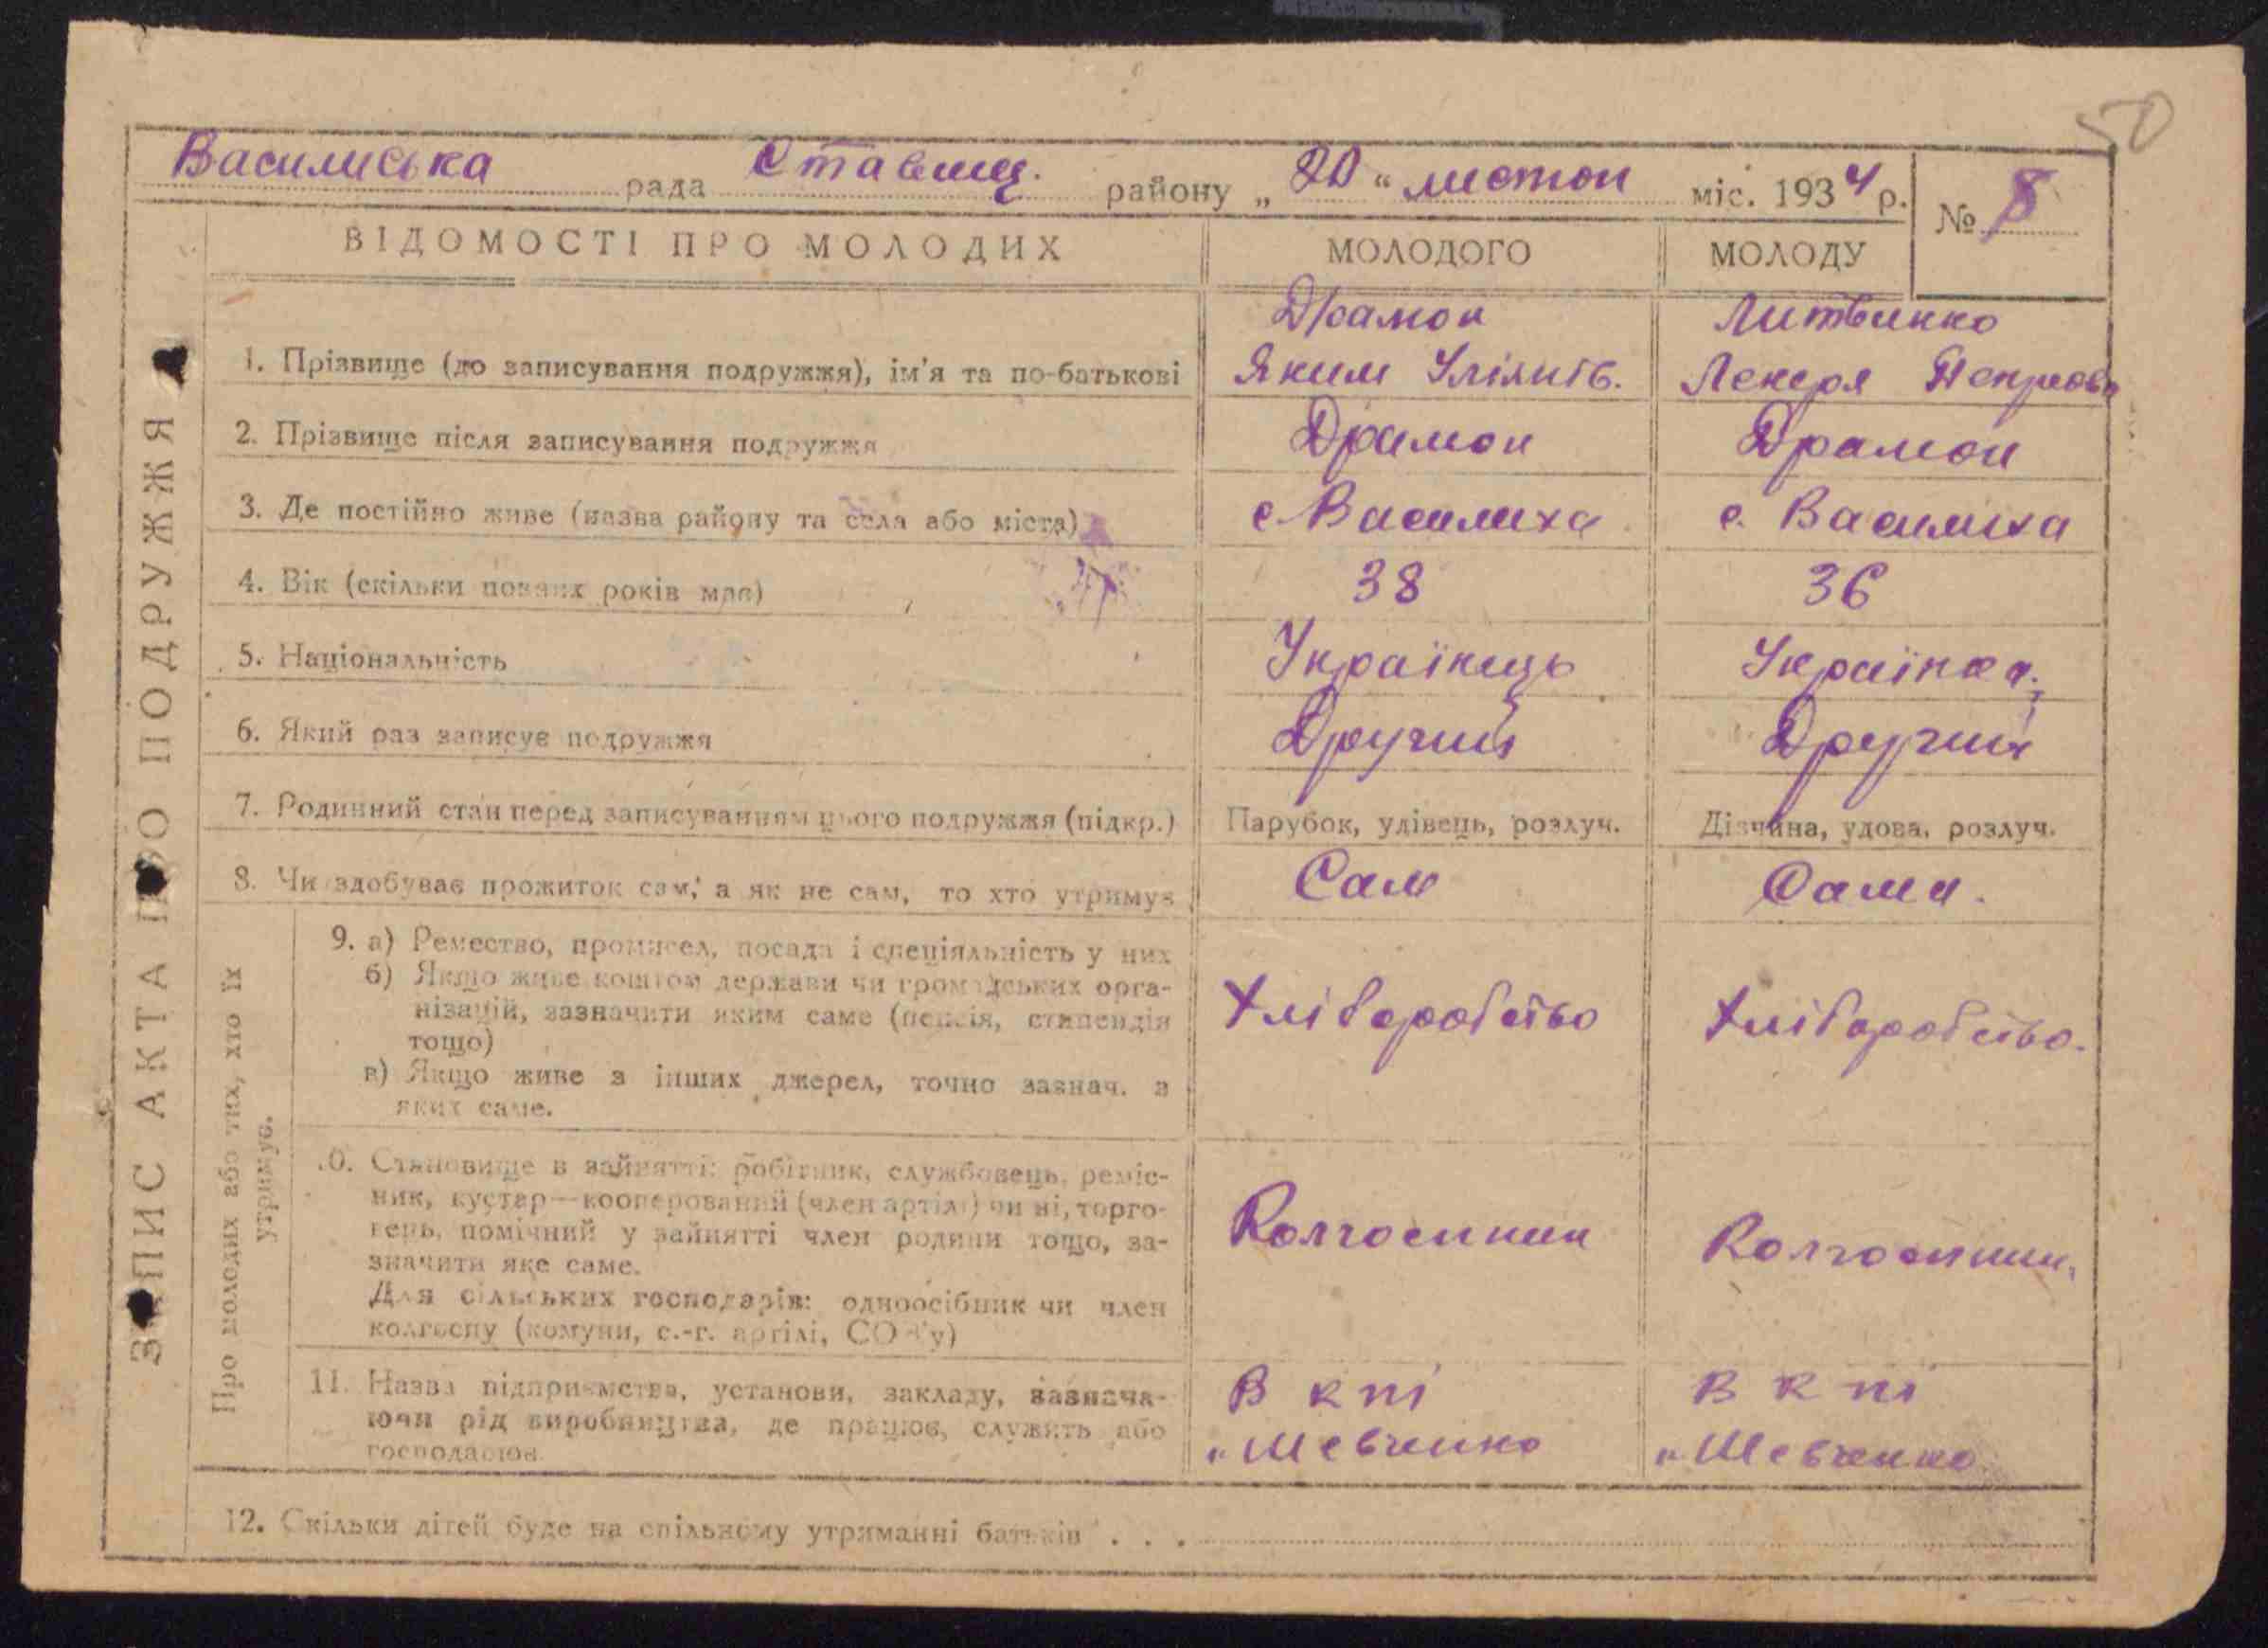 50
Василиська рада Ставищ. району „ 20 “ листоп міс. 1934 р. № 8
ВІДОМОСТІ ПРО МОЛОДИХ МОЛОДОГО МОЛОДУ
ЗАПИС АКТА ПРО ПОДРУЖЖЯ
Драмон Литвинко
1. Прізвище (до записування подружжя), ім'я та по-батькові Яким Улімпів. Лекеря
2. Прізвище після записування подружжя Драмон Драмон
3. Де постійно живе (назва району та села або міста) с. Василиха с. Василиха
4. Вік (скільки повних років має) 38 36
5. Національність Українець Українка.
6. Який раз записує подружжя Другий Другий
7. Родинний стан перед записуванням цього подружжя (підкр.) Парубок, удівець, розлуч. Дівчина, удова, розлуч.
8. Чи здобуває прожиток сам, а як не сам, то хто утримує Сам Сама.
Про молодих або тих, хто їх утримує.
9. а) Ремество, промисел, посада і спеціяльність у них
б) Якщо живе коштом держави чи громадських орга-
нізацій, зазначити яким саме (пенсія, стипендія
тощо)
в) Якщо живе з інших джерел, точно зазнач. з
яких саме.
Хліборобство Хліборобство.
10. Становище в зайнятті: робітник, службовець, реміс-
ник, кустар—кооперований (член артілі) чи ні, торго-
вець, помічний у зайнятті член родини тощо, за-
значити яке саме.
Для сільських господарів: одноосібник чи член
колгоспу (комуни, с.-г. артілі, СОЗ'у)
Колгоспник Колгоспник.
11. Назва підприємства, установи, закладу, зазнача-
ючи рід виробництва, де працює, служить або
господарює.
В к пі В к пі
„Шевченко „Шевченко
12. Скільки дітей буде на спільному утриманні батьків . . .